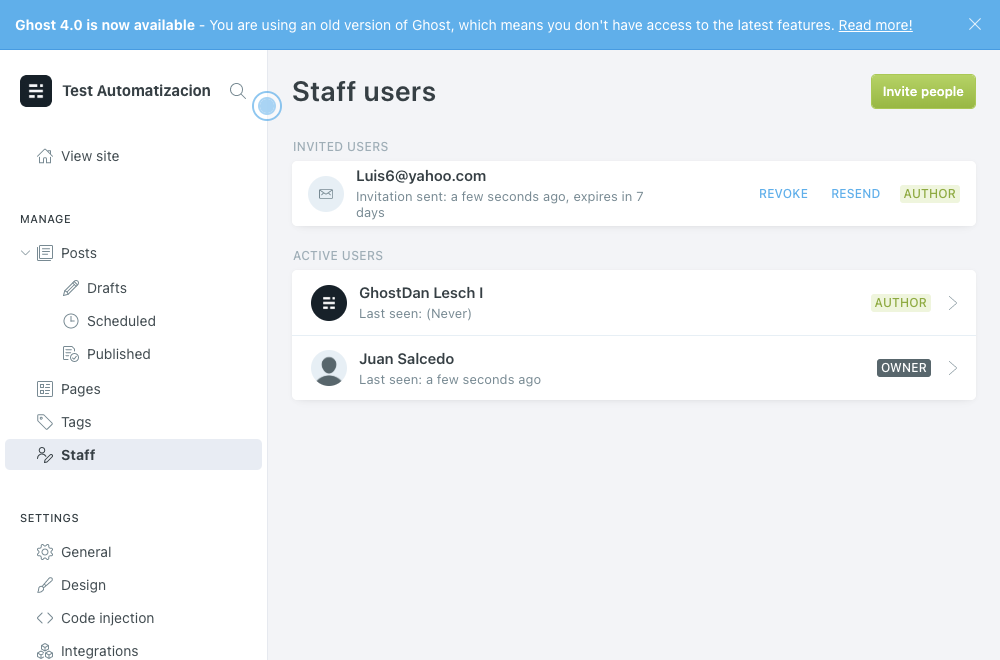 Ghost 4.0 is now available - You are using an old version of Ghost, which means you don't have access to the latest features. Read more!
Test Automatizacion
View site
MANAGE
Posts
Drafts
Scheduled
Published
Pages
Tags
Staff
SETTINGS
General
Design
Code injection
Integrations
Staff users
Invite people
INVITED USERS
Luis6@yahoo.com
Invitation sent: a few seconds ago, expires in 7
days
REVOKE RESEND AUTHOR
ACTIVE USERS
GhostDan Lesch I
Last seen: (Never)
AUTHOR
Juan Salcedo
Last seen: a few seconds ago
OWNER